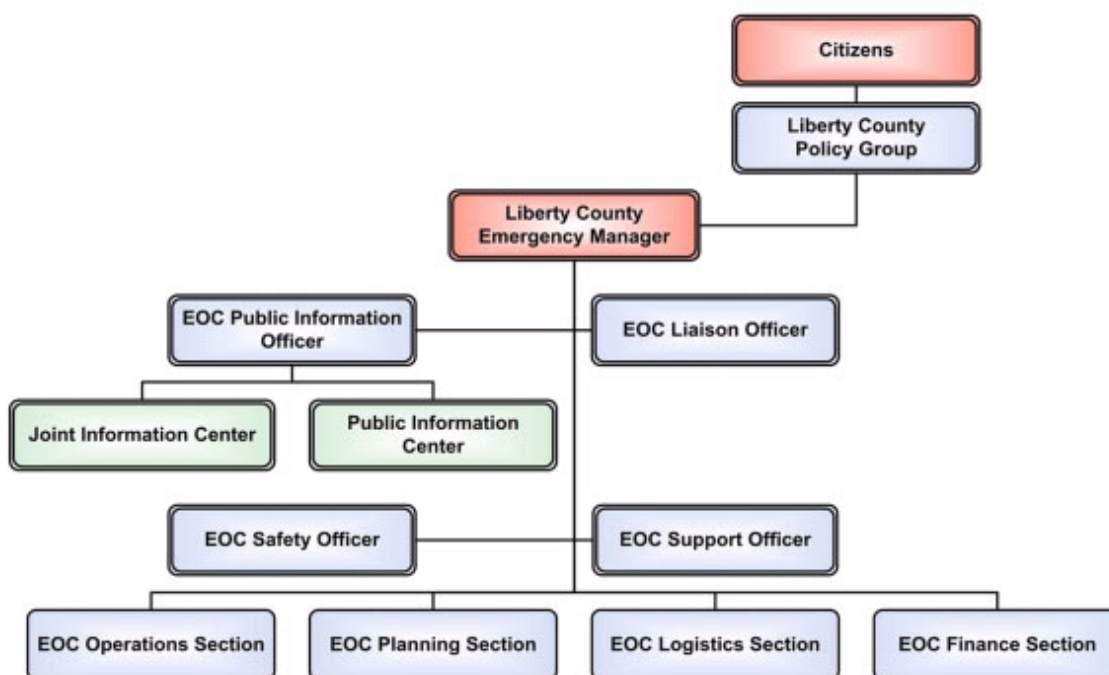 Citizens
Liberty County
Policy Group
Liberty County
Emergency Manager
EOC Public Information
Officer
EOC Liaison Officer
Joint Information Center
Public Information
Center
EOC Safety Officer
EOC Support Officer
EOC Operations Section
EOC Planning Section
EOC Logistics Section
EOC Finance Section